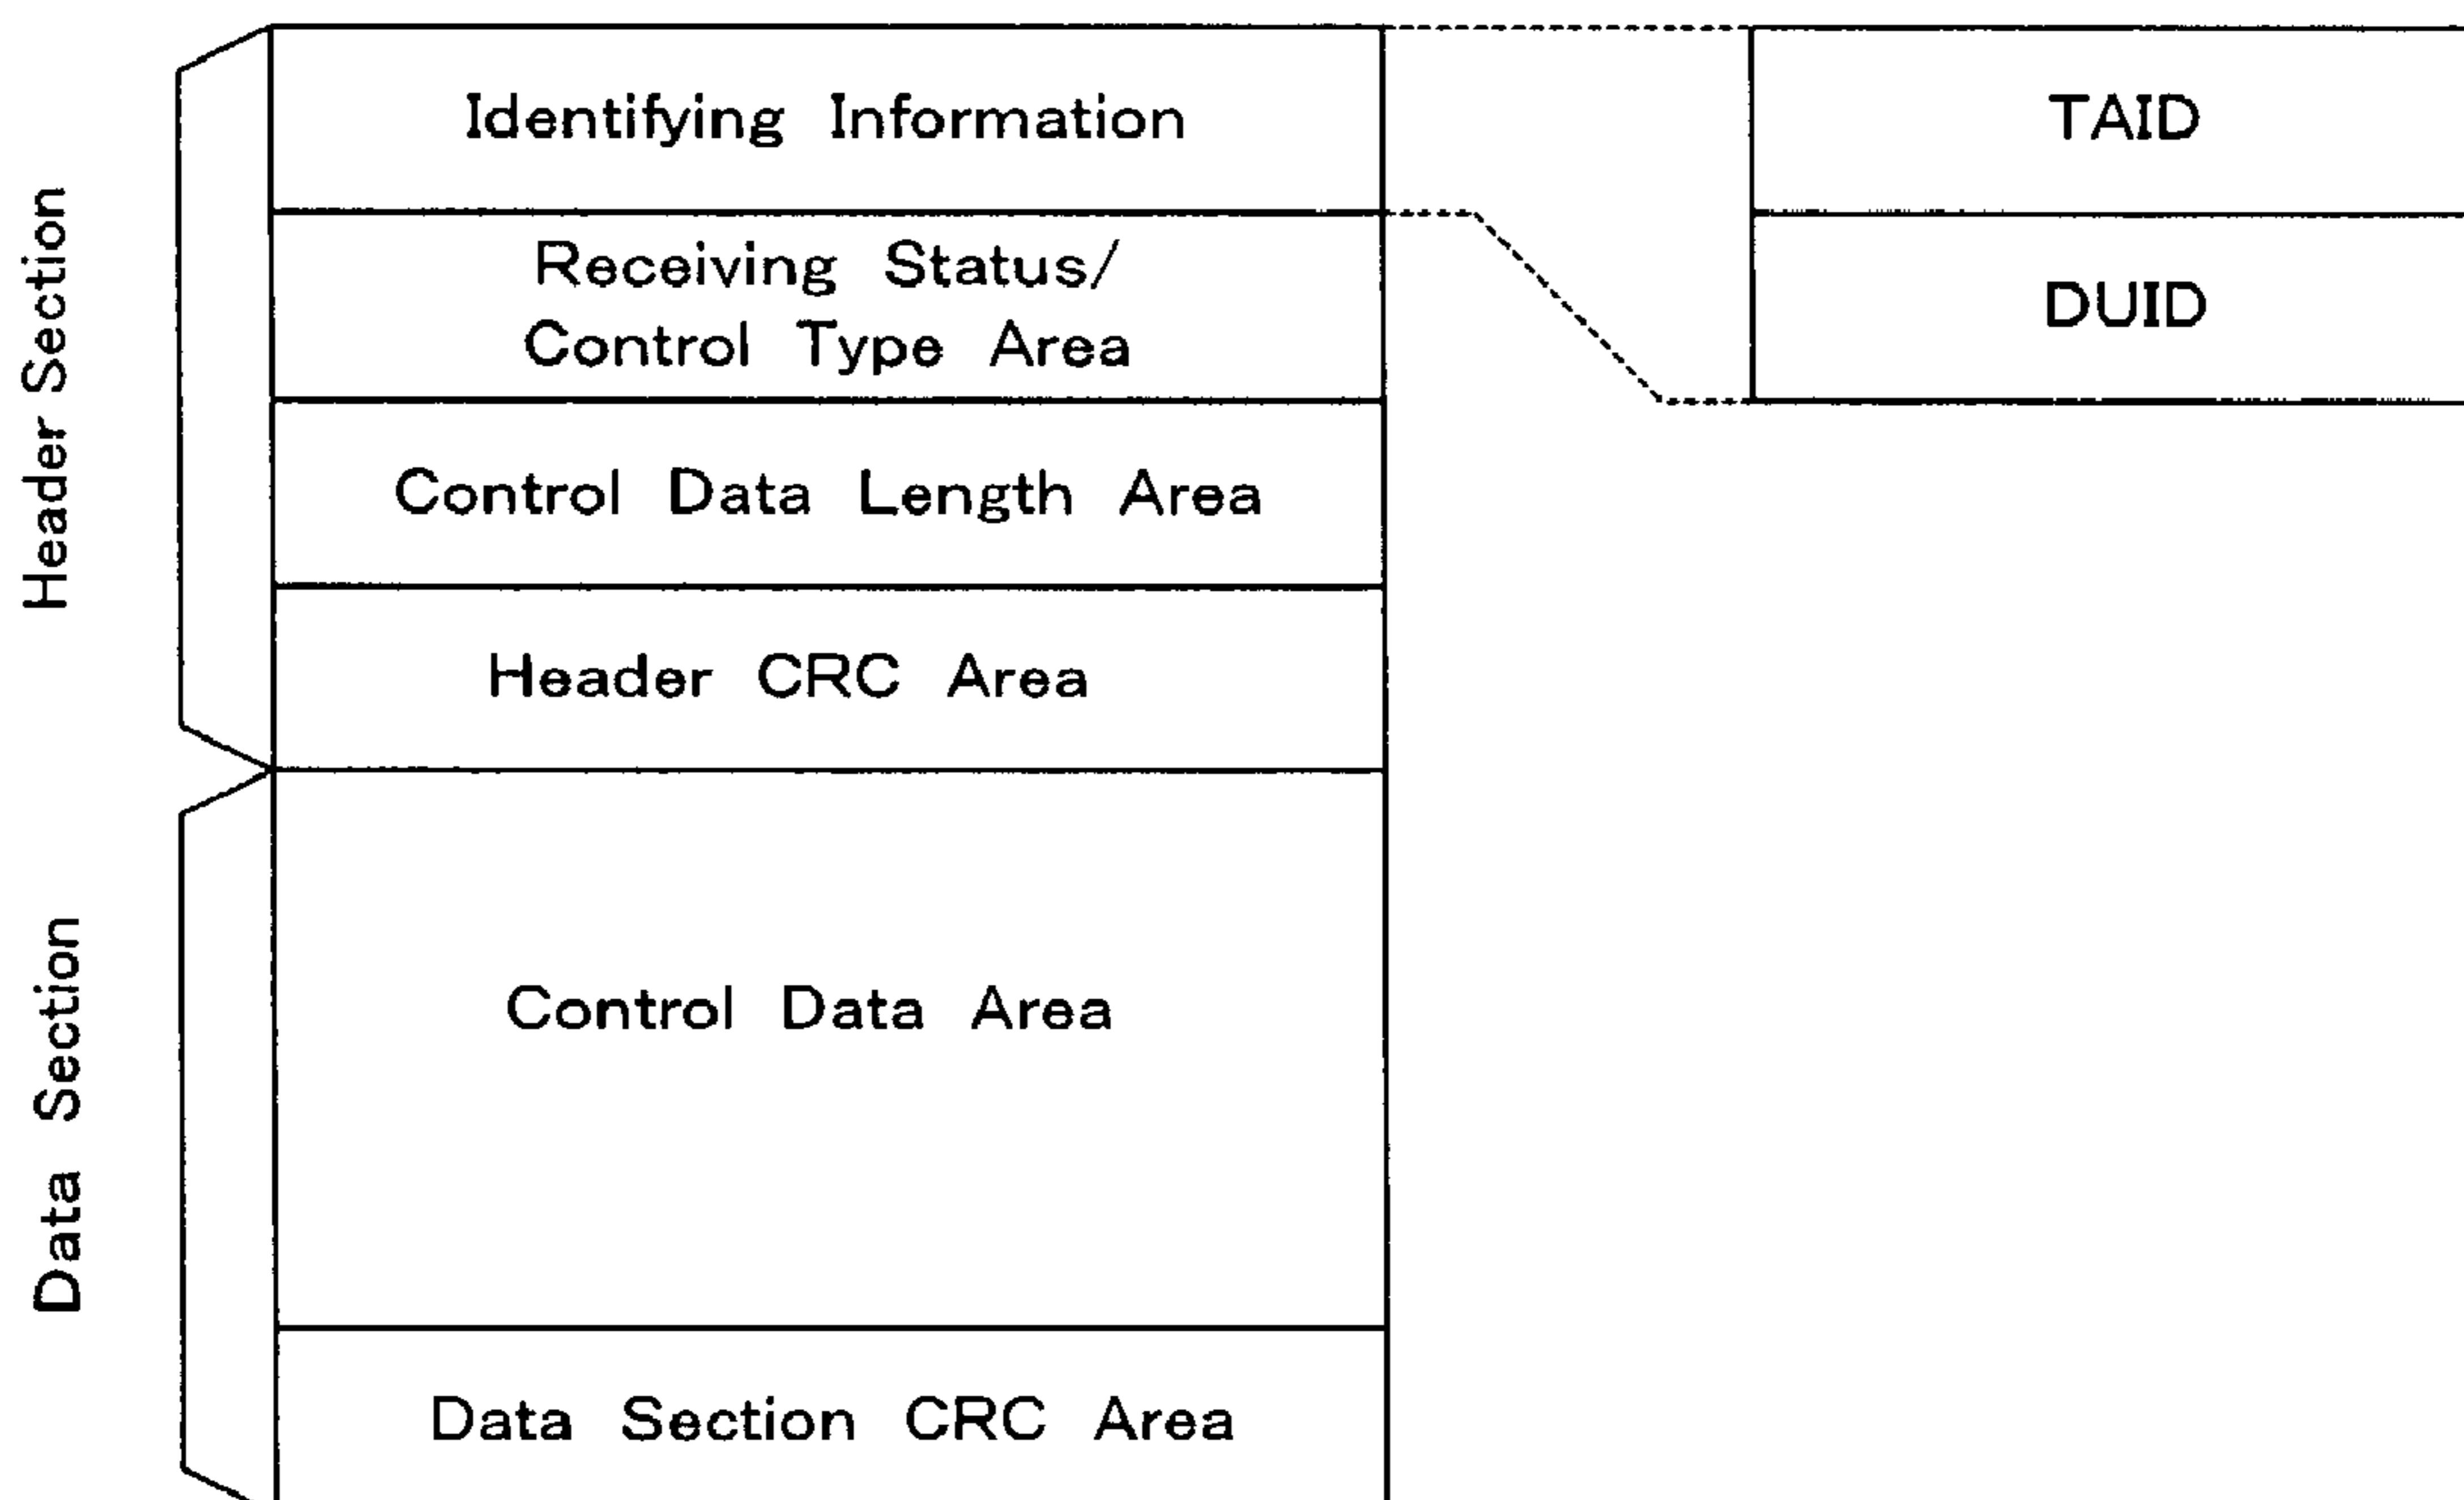 Header Section
Identifying Information
Receiving Status/
Control Type Area
Control Data Length Area
Header CRC Area
Data Section
Control Data Area
Data Section CRC Area
TAID
DUID